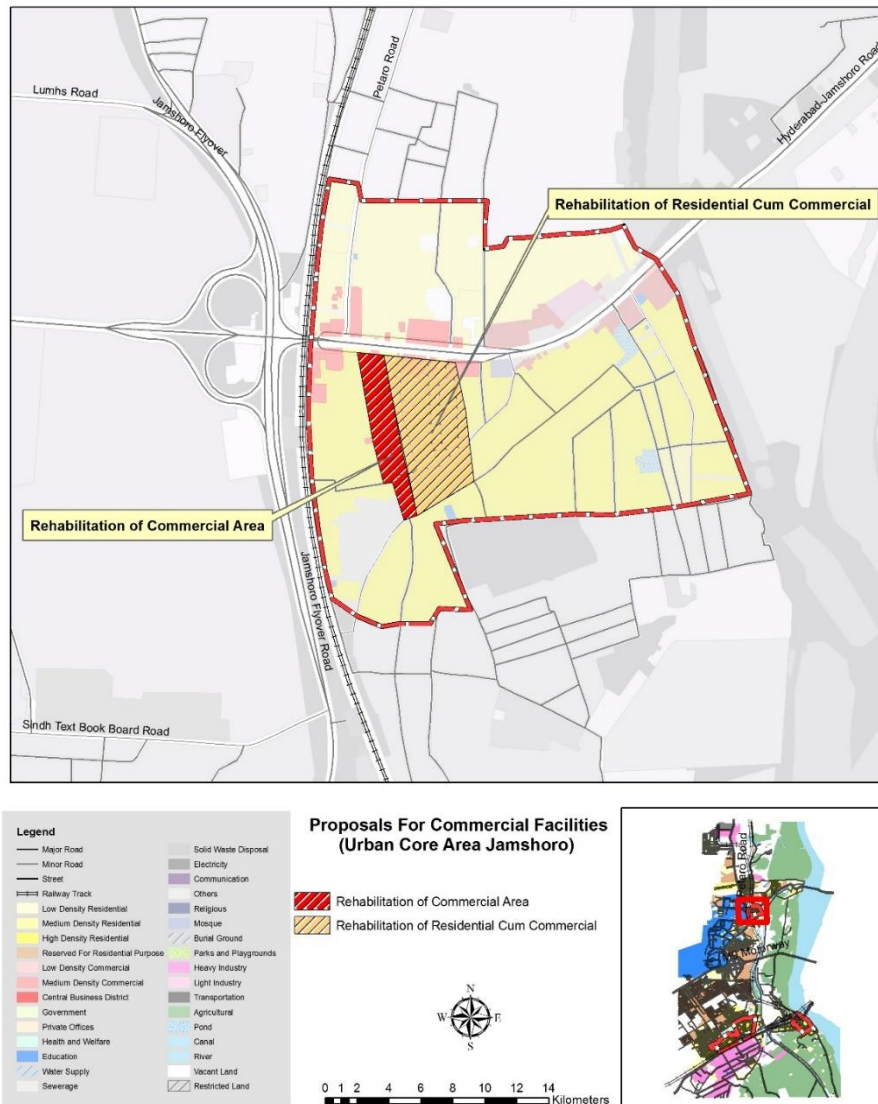 Lumhs Road
Jamshoro Flyover
Petaro Road
Hyderabad-Jamshoro Road
Rehabilitation of Residential Cum Commercial
Rehabilitation of Commercial Area
Jamshoro Flyover Road
Sindh Text Book Board Road
Legend
Major Road
Minor Road
Street
Railway Track
Low Density Residential
Medium Density Residential
High Density Residential
Reserved For Residential Purpose
Low Density Commercial
Medium Density Commercial
Central Business District
Government
Private Offices
Health and Welfare
Education
Water Supply
Sewerage
Solid Waste Disposal
Electricity
Communication
Others
Religious
Mosque
Burial Ground
Parks and Playgrounds
Heavy Industry
Light Industry
Transportation
Agricultural
Pond
Canal
River
Vacant Land
Restricted Land
Proposals For Commercial Facilities
(Urban Core Area Jamshoro)
Rehabilitation of Commercial Area
Rehabilitation of Residential Cum Commercial
N
W E
S
0 1 2 4 6 8 10 12 14
Kilometers
Petaro Road
Motorway